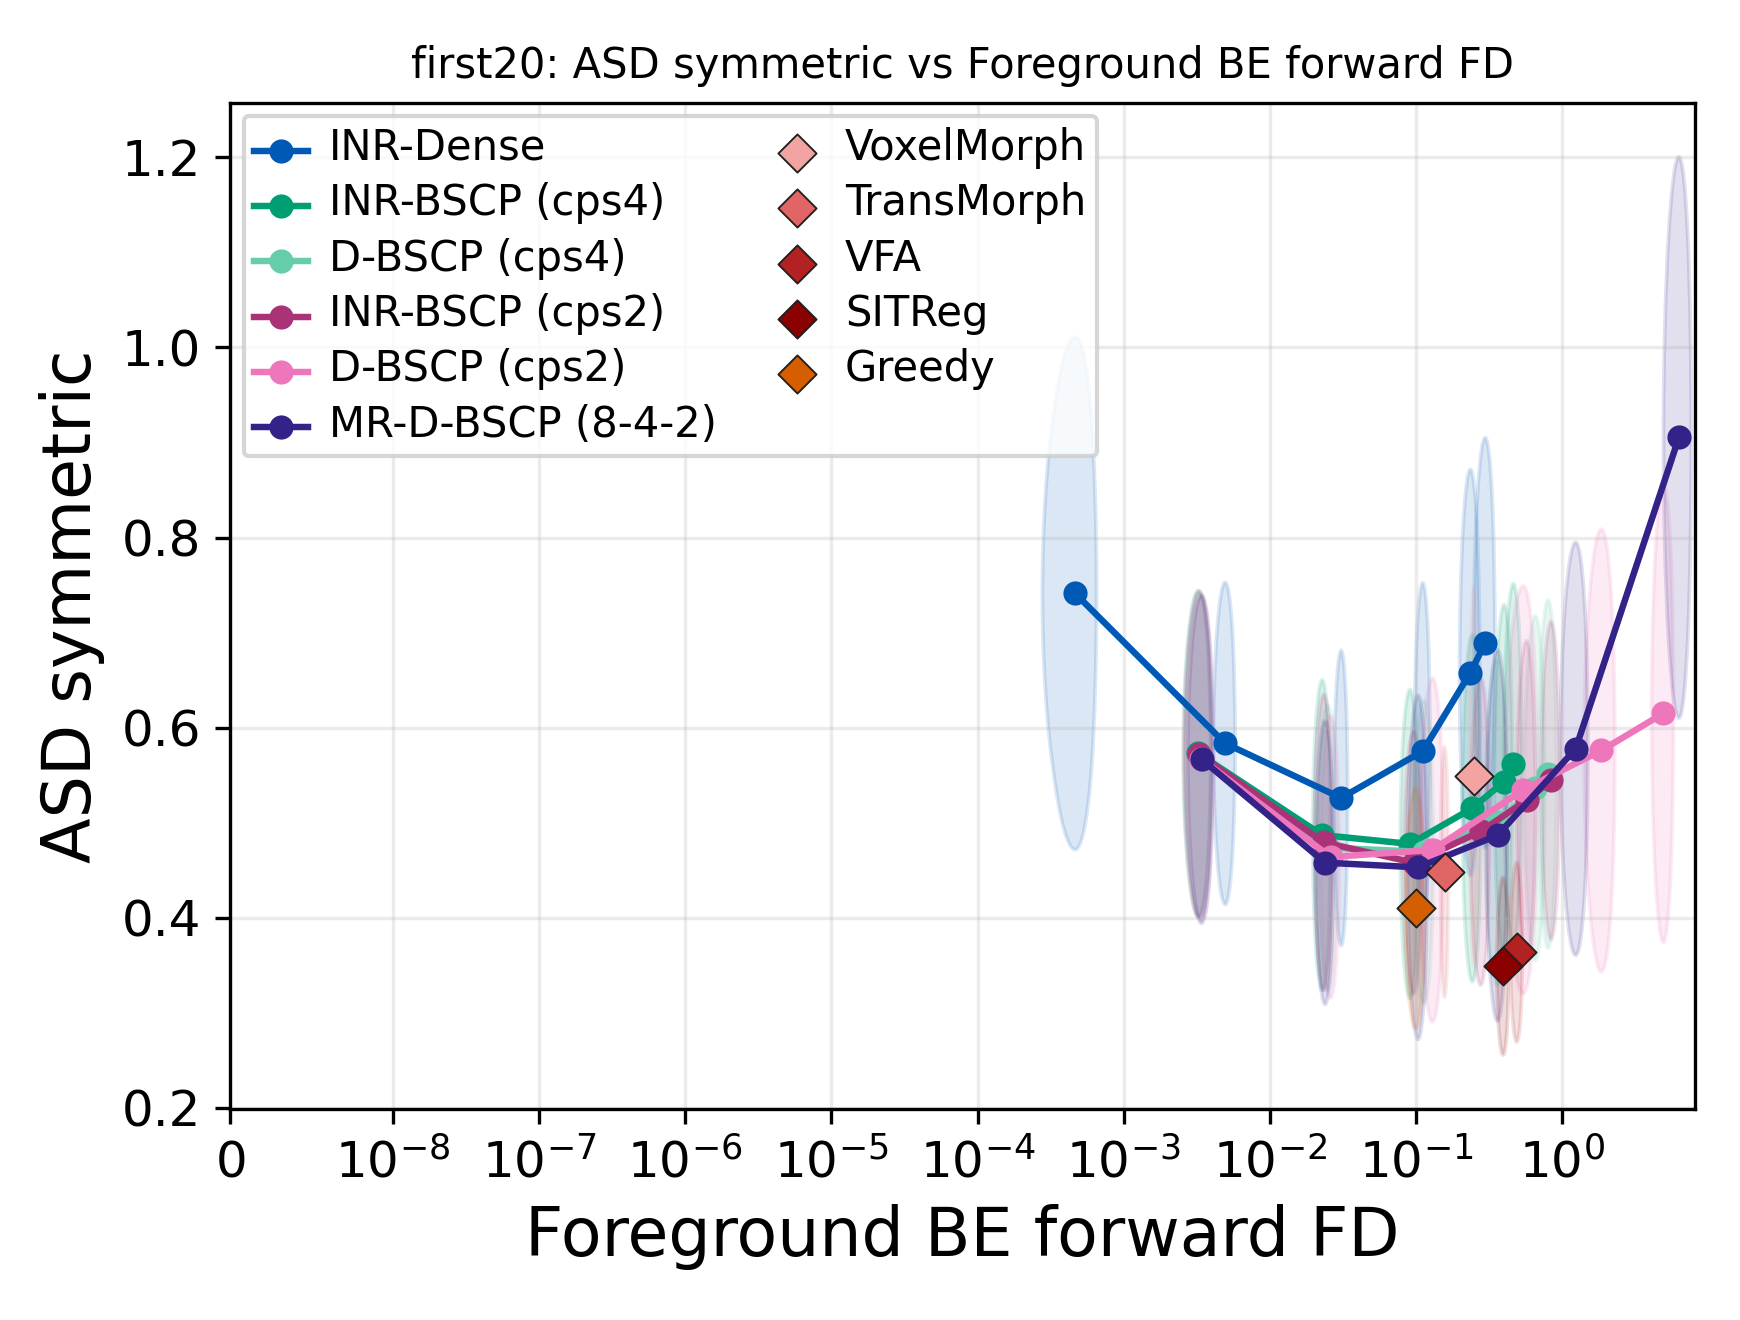 first20: ASD symmetric vs Foreground BE forward FD
ASD symmetric
1.2
1.0
0.8
0.6
0.4
0.2
INR-Dense
INR-BSCP (cps4)
D-BSCP (cps4)
INR-BSCP (cps2)
D-BSCP (cps2)
MR-D-BSCP (8-4-2)
VoxelMorph
TransMorph
VFA
SITReg
Greedy
0 10⁻⁸ 10⁻⁷ 10⁻⁶ 10⁻⁵ 10⁻⁴ 10⁻³ 10⁻² 10⁻¹ 10⁰
Foreground BE forward FD